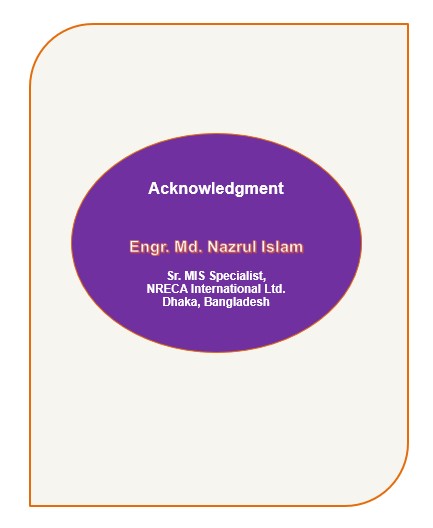 Acknowledgment
Engr. Md. Nazrul Islam
Sr. MIS Specialist,
NRECA International Ltd.
Dhaka, Bangladesh